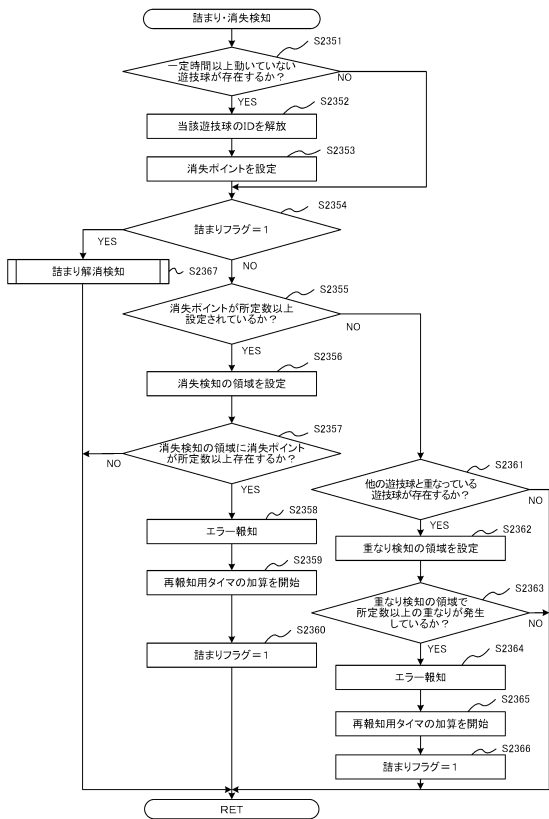 詰まり・消失検知
S2351
一定時間以上動いていない
遊技球が存在するか？
NO
YES
S2352
当該遊技球のIDを解放
S2353
消失ポイントを設定
S2354
詰まりフラグ＝1
YES
NO
詰まり解消検知
S2367
S2355
消失ポイントが所定数以上
設定されているか？
NO
YES
S2356
消失検知の領域を設定
S2357
消失検知の領域に消失ポイント
が所定数以上存在するか？
NO
YES
S2358
エラー報知
S2359
再報知用タイマの加算を開始
S2360
詰まりフラグ＝1
S2361
他の遊技球と重なっている
遊技球が存在するか？
NO
YES
S2362
重なり検知の領域を設定
S2363
重なり検知の領域で
所定数以上の重なりが発生
しているか？
NO
YES
S2364
エラー報知
S2365
再報知用タイマの加算を開始
S2366
詰まりフラグ＝1
RET